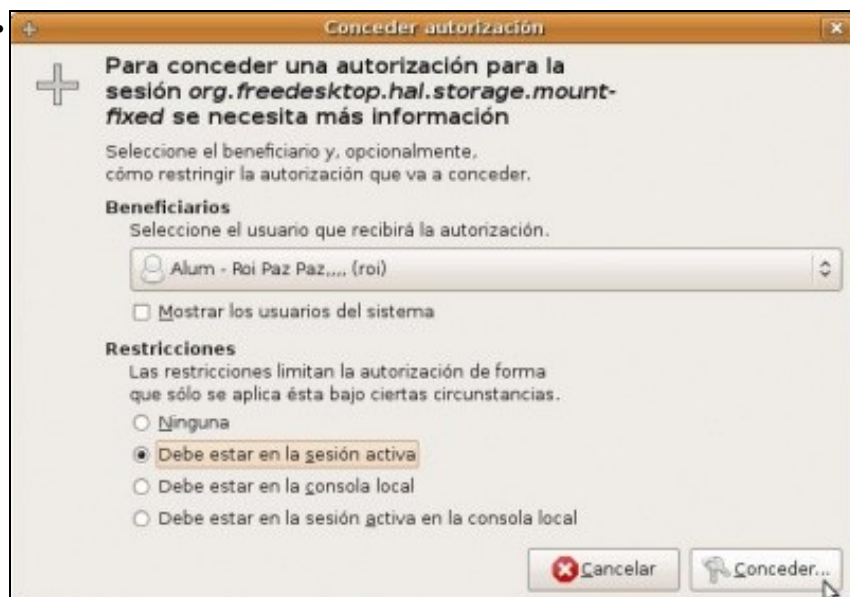 Conceder autorización
Para conceder una autorización para la
sesión org.freedesktop.hal.storage.mount-
fixed se necesita más información
Seleccione el beneficiario y, opcionalmente,
cómo restringir la autorización que va a conceder.
Beneficiarios
Seleccione el usuario que recibirá la autorización.
Alum - Roi Paz Paz,,,, (roi)
Mostrar los usuarios del sistema
Restricciones
Las restricciones limitan la autorización de forma
que sólo se aplica ésta bajo ciertas circunstancias.
Ninguna
Debe estar en la sesión activa
Debe estar en la consola local
Debe estar en la sesión activa en la consola local
Cancelar
Conceder...